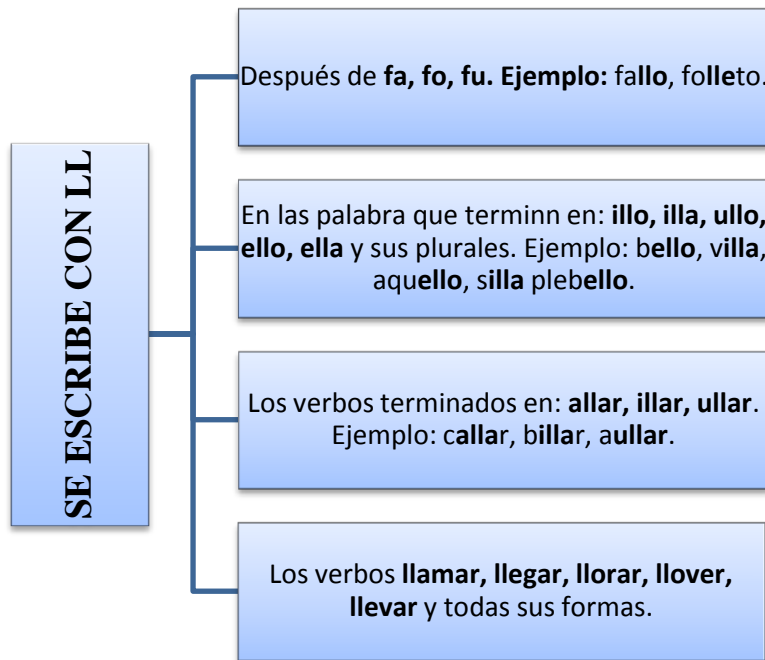 SE ESCRIBE CON LL
Después de fa, fo, fu. Ejemplo: fallo, folleto.
En las palabra que terminn en: illo, illa, ullo,
ello, ella y sus plurales. Ejemplo: bello, villa,
aquello, silla plebello.
Los verbos terminados en: allar, illar, ullar.
Ejemplo: callar, billar, aullar.
Los verbos llamar, llegar, llorar, llover,
llevar y todas sus formas.